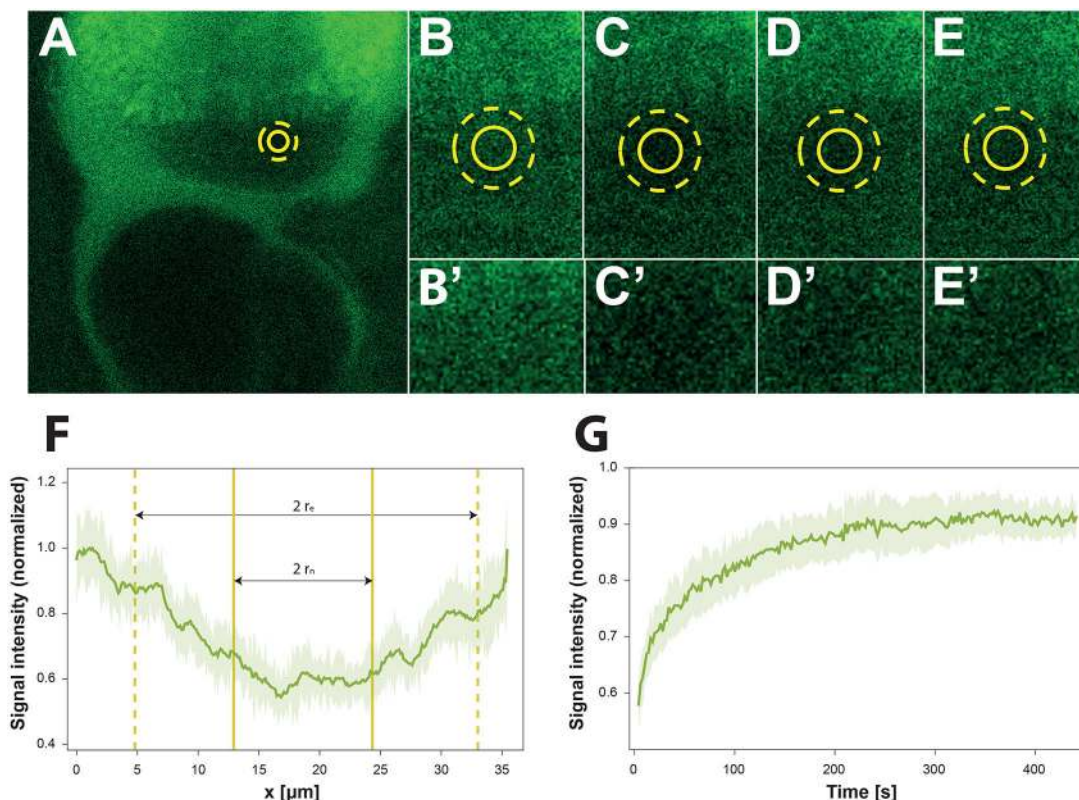 A
B
C
D
E
B’
C’
D’
E’
F
G
Signal intensity (normalized)
1.2
1.0
0.8
0.6
0.4
2 rₑ
2 rₙ
0
5
10
15
20
25
30
35
x [µm]
Signal intensity (normalized)
1.0
0.9
0.8
0.7
0.6
0
100
200
300
400
Time [s]